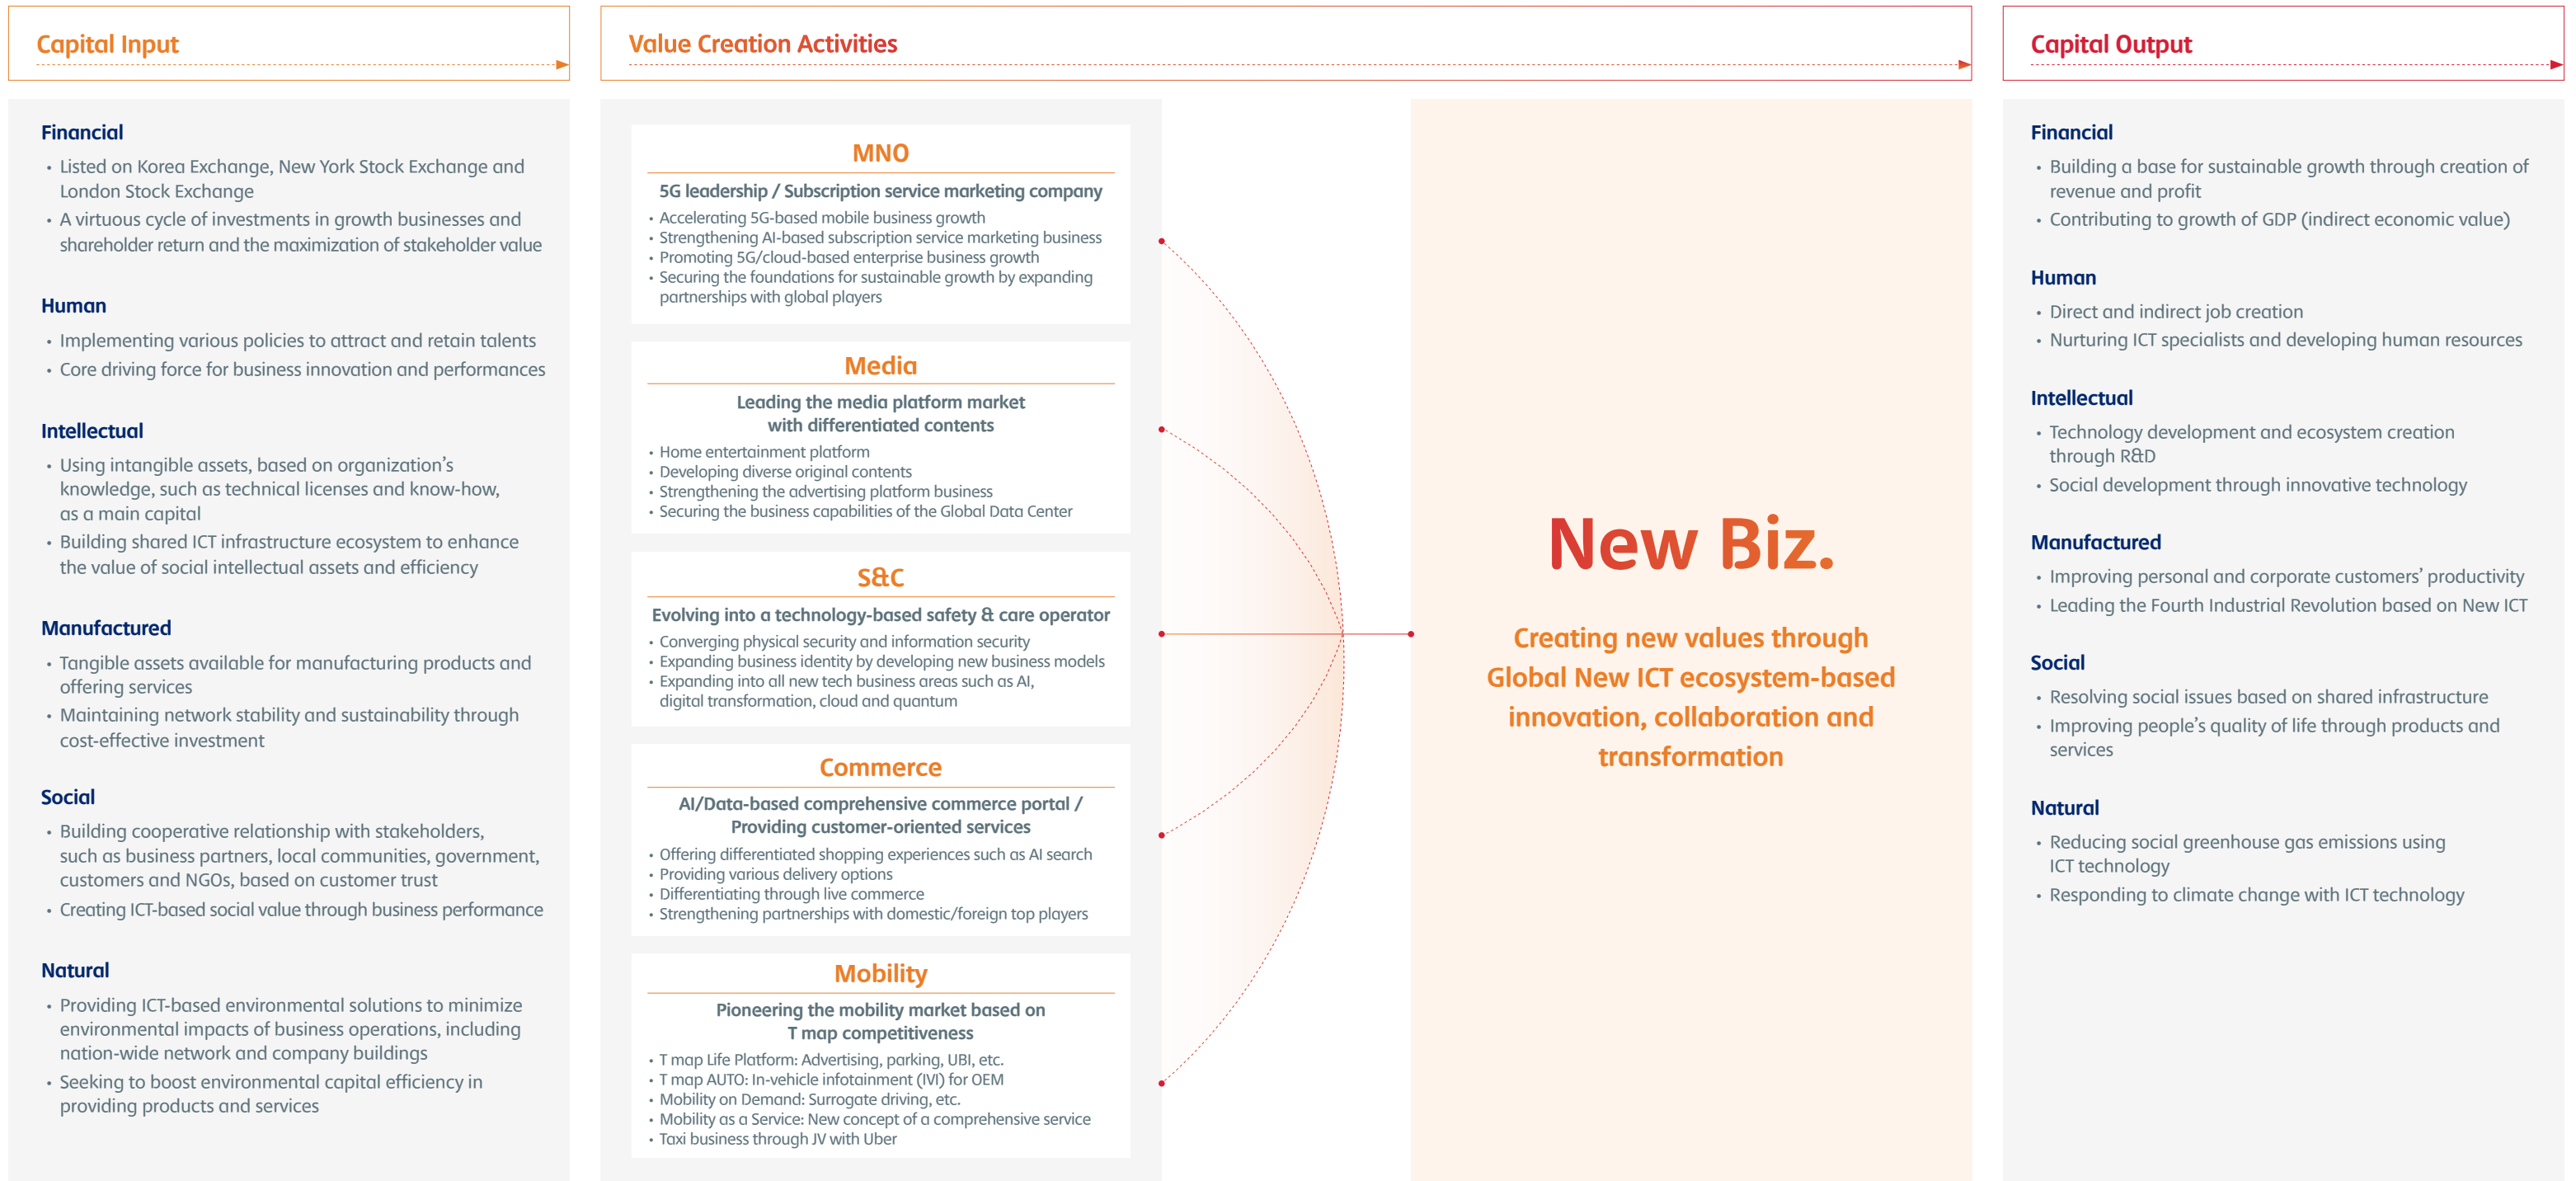 Capital Input
Financial
• Listed on Korea Exchange, New York Stock Exchange and
London Stock Exchange
• A virtuous cycle of investments in growth businesses and
shareholder return and the maximization of stakeholder value
Human
• Implementing various policies to attract and retain talents
• Core driving force for business innovation and performances
Intellectual
• Using intangible assets, based on organization’s
knowledge, such as technical licenses and know-how,
as a main capital
• Building shared ICT infrastructure ecosystem to enhance
the value of social intellectual assets and efficiency
Manufactured
• Tangible assets available for manufacturing products and
offering services
• Maintaining network stability and sustainability through
cost-effective investment
Social
• Building cooperative relationship with stakeholders,
such as business partners, local communities, government,
customers and NGOs, based on customer trust
• Creating ICT-based social value through business performance
Natural
• Providing ICT-based environmental solutions to minimize
environmental impacts of business operations, including
nation-wide network and company buildings
• Seeking to boost environmental capital efficiency in
providing products and services
Value Creation Activities
MNO
5G leadership / Subscription service marketing company
• Accelerating 5G-based mobile business growth
• Strengthening AI-based subscription service marketing business
• Promoting 5G/cloud-based enterprise business growth
• Securing the foundations for sustainable growth by expanding
partnerships with global players
Media
Leading the media platform market
with differentiated contents
• Home entertainment platform
• Developing diverse original contents
• Strengthening the advertising platform business
• Securing the business capabilities of the Global Data Center
S&C
Evolving into a technology-based safety & care operator
• Converging physical security and information security
• Expanding business identity by developing new business models
• Expanding into all new tech business areas such as AI,
digital transformation, cloud and quantum
Commerce
AI/Data-based comprehensive commerce portal /
Providing customer-oriented services
• Offering differentiated shopping experiences such as AI search
• Providing various delivery options
• Differentiating through live commerce
• Strengthening partnerships with domestic/foreign top players
Mobility
Pioneering the mobility market based on
T map competitiveness
• T map Life Platform: Advertising, parking, UBI, etc.
• T map AUTO: In-vehicle infotainment (IVI) for OEM
• Mobility on Demand: Surrogate driving, etc.
• Mobility as a Service: New concept of a comprehensive service
• Taxi business through JV with Uber
New Biz.
Creating new values through
Global New ICT ecosystem-based
innovation, collaboration and
transformation
Capital Output
Financial
• Building a base for sustainable growth through creation of
revenue and profit
• Contributing to growth of GDP (indirect economic value)
Human
• Direct and indirect job creation
• Nurturing ICT specialists and developing human resources
Intellectual
• Technology development and ecosystem creation
through R&D
• Social development through innovative technology
Manufactured
• Improving personal and corporate customers’ productivity
• Leading the Fourth Industrial Revolution based on New ICT
Social
• Resolving social issues based on shared infrastructure
• Improving people’s quality of life through products and
services
Natural
• Reducing social greenhouse gas emissions using
ICT technology
• Responding to climate change with ICT technology